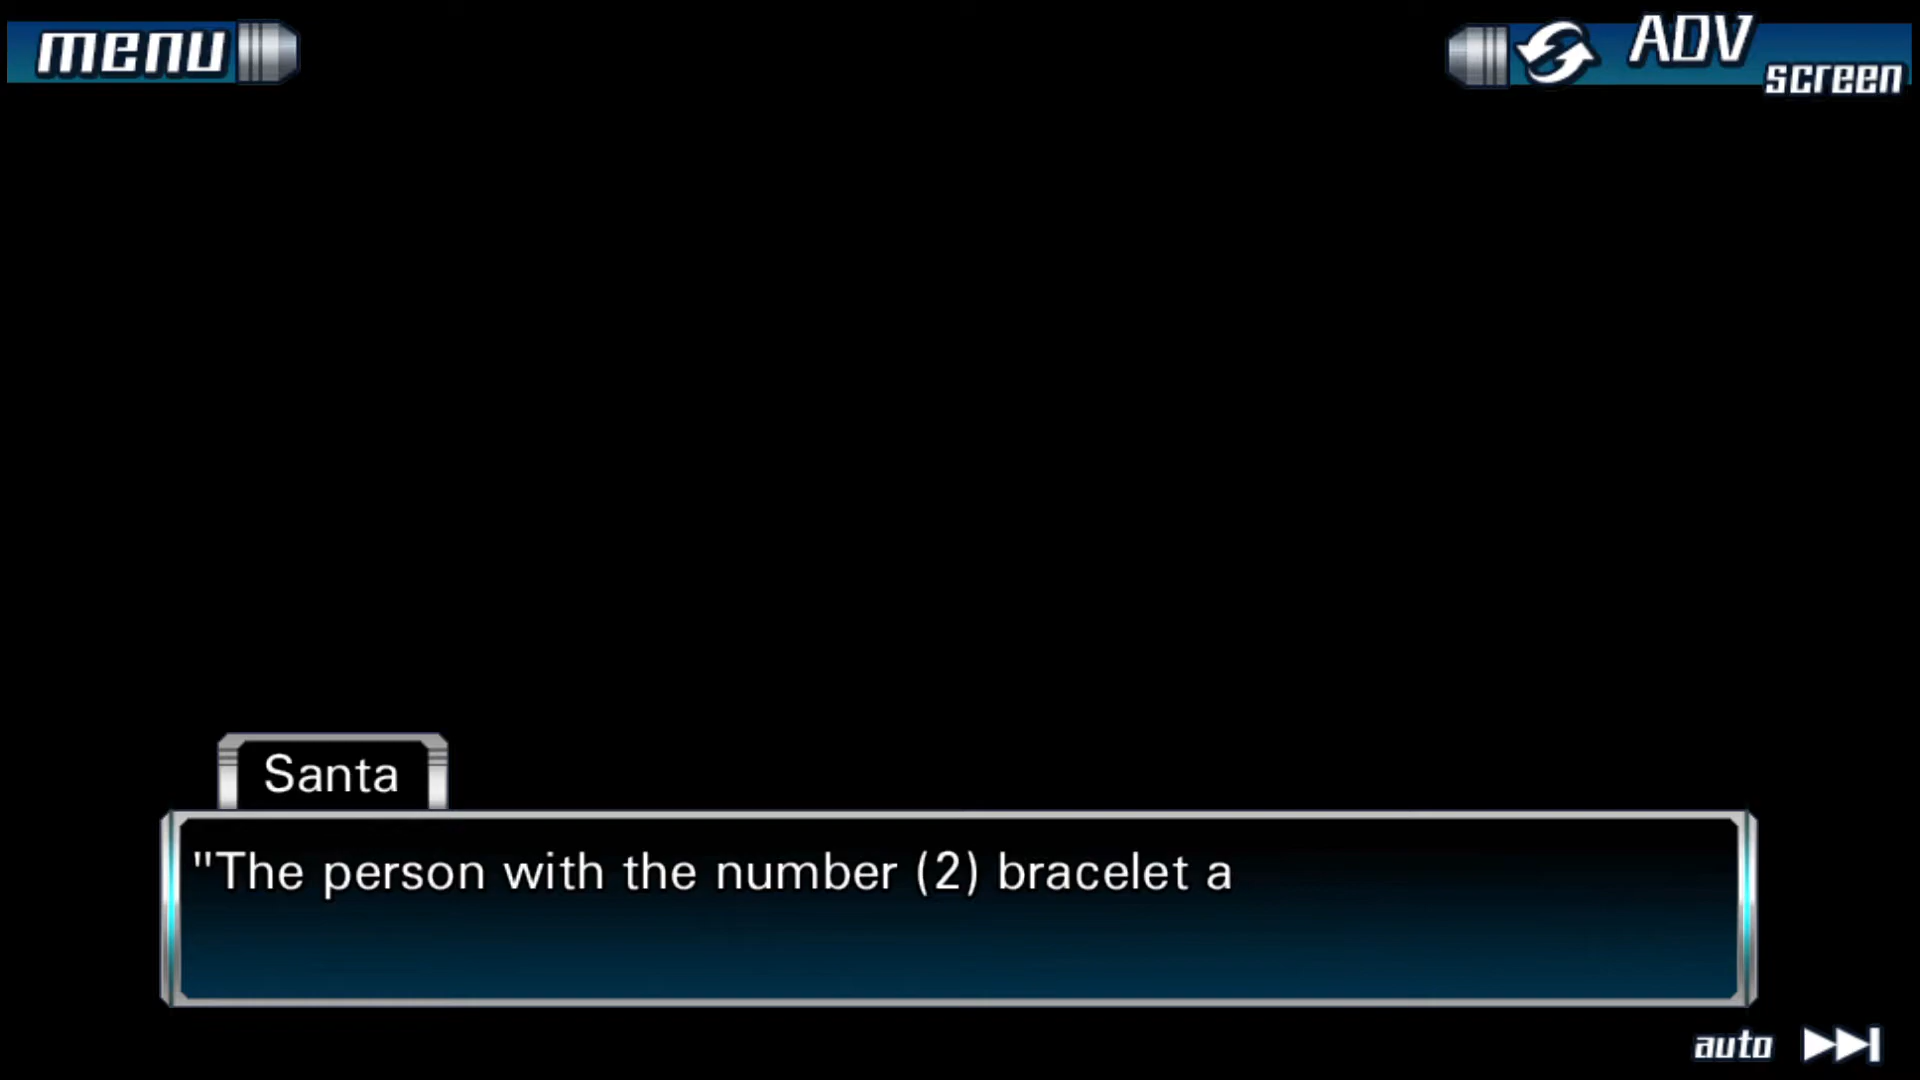 menu
ADV
screen
Santa
"The person with the number (2) bracelet a
auto